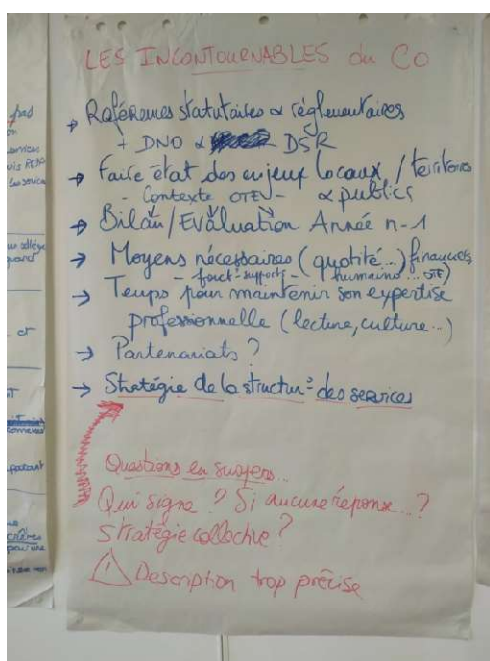 LES INCONTOURNABLES du CO
→ Références statutaires & réglementaires
+ DNO & DSR
→ Faire état des enjeux locaux / territoires
- Contexte & publics
→ Bilan / Evaluation Année n-1
→ Moyens nécessaires (quotité...) financiers
- fonct° support - humains...
→ Temps pour maintenir son expertise
professionnelle (lecture, culture...)
→ Partenariats ?
→ Stratégie de la structure des services
Questions en suspens...
Qui signe ? Si aucune réponse...?
Stratégie collective ?
⚠ Description trop précise
et